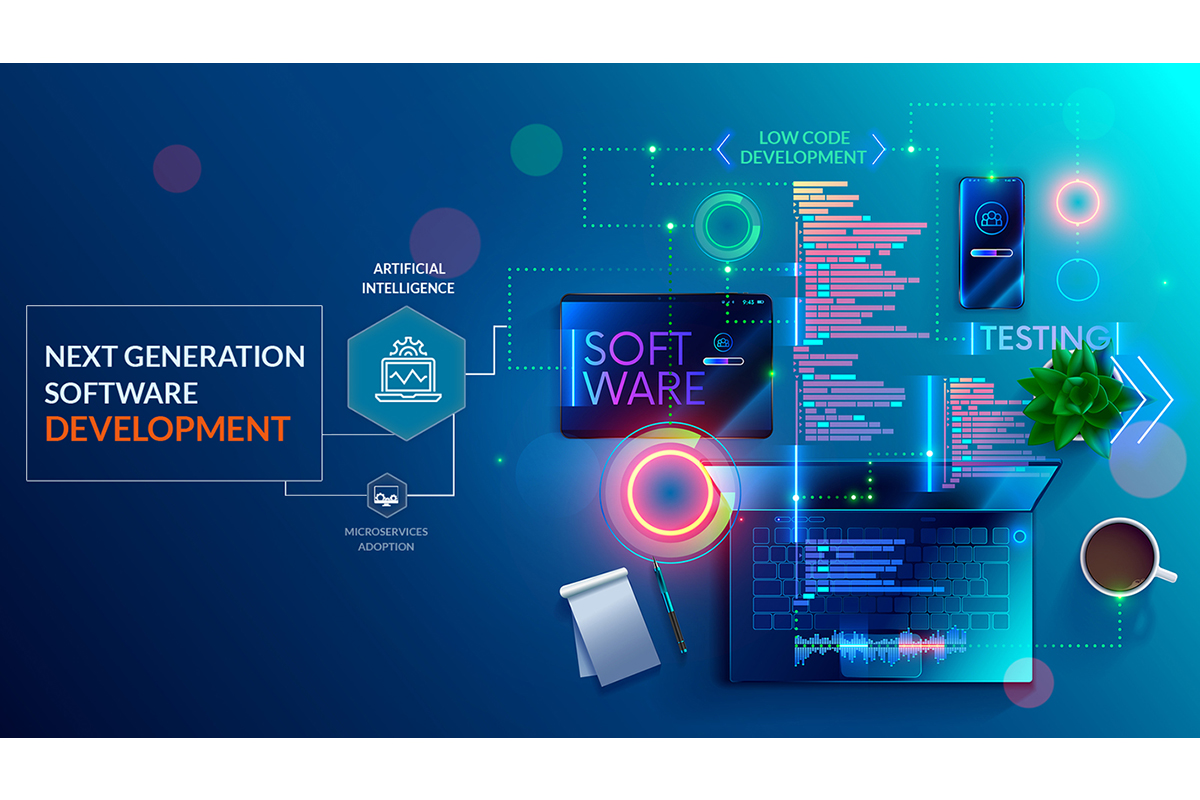 NEXT GENERATION
SOFTWARE
DEVELOPMENT
ARTIFICIAL
INTELLIGENCE
MICROSERVICES
ADOPTION
LOW CODE
DEVELOPMENT
9:43
SOFT
WARE
TESTING